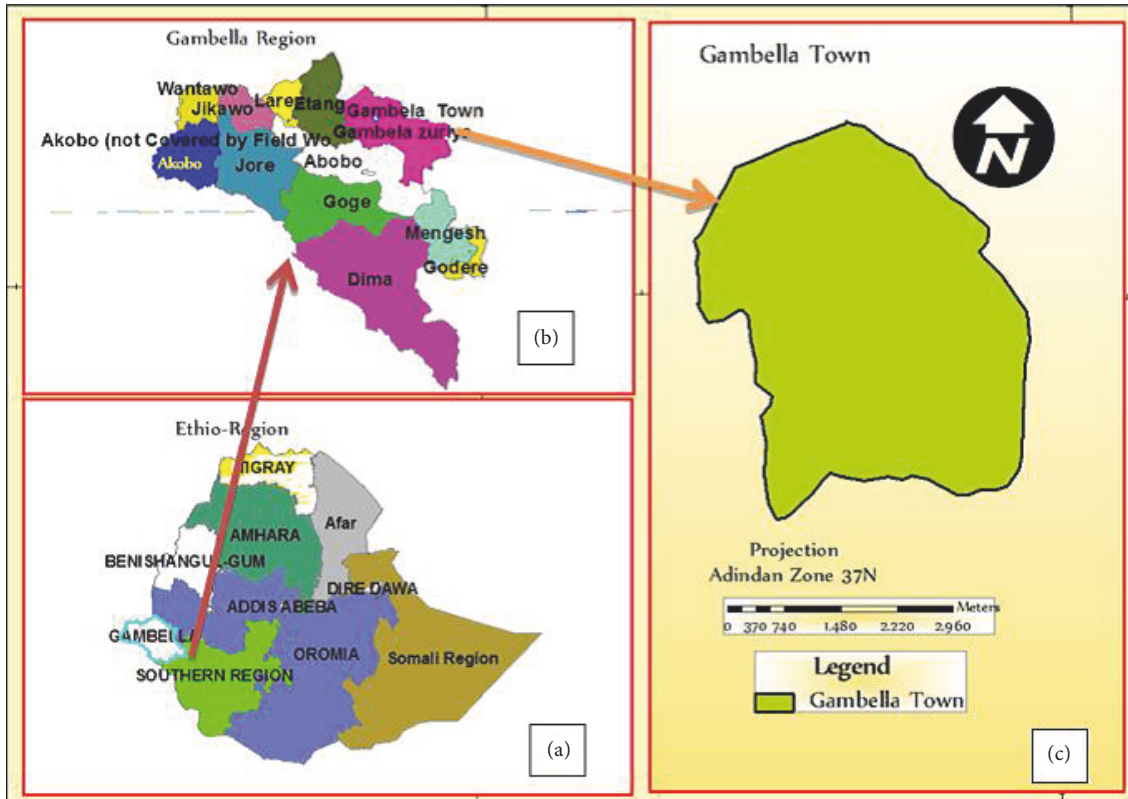 Gambella Region
Wantawo
Jikawo
Lare
Etang
Gambela Town
Gambela zuriya
Akobo (not Covered by Field Wo
Akobo
Jore
Abobo
Goge
Mengesh
Godere
Dima
(b)
Ethio-Region
TIGRAY
Afar
AMHARA
BENISHANGUL-GUM
DIRE DAWA
ADDIS ABEBA
GAMBELLA
OROMIA
Somali Region
SOUTHERN REGION
(a)
Gambella Town
N
Projection
Adindan Zone 37N
Meters
0 370 740 1.480 2.220 2.960
Legend
Gambella Town
(c)